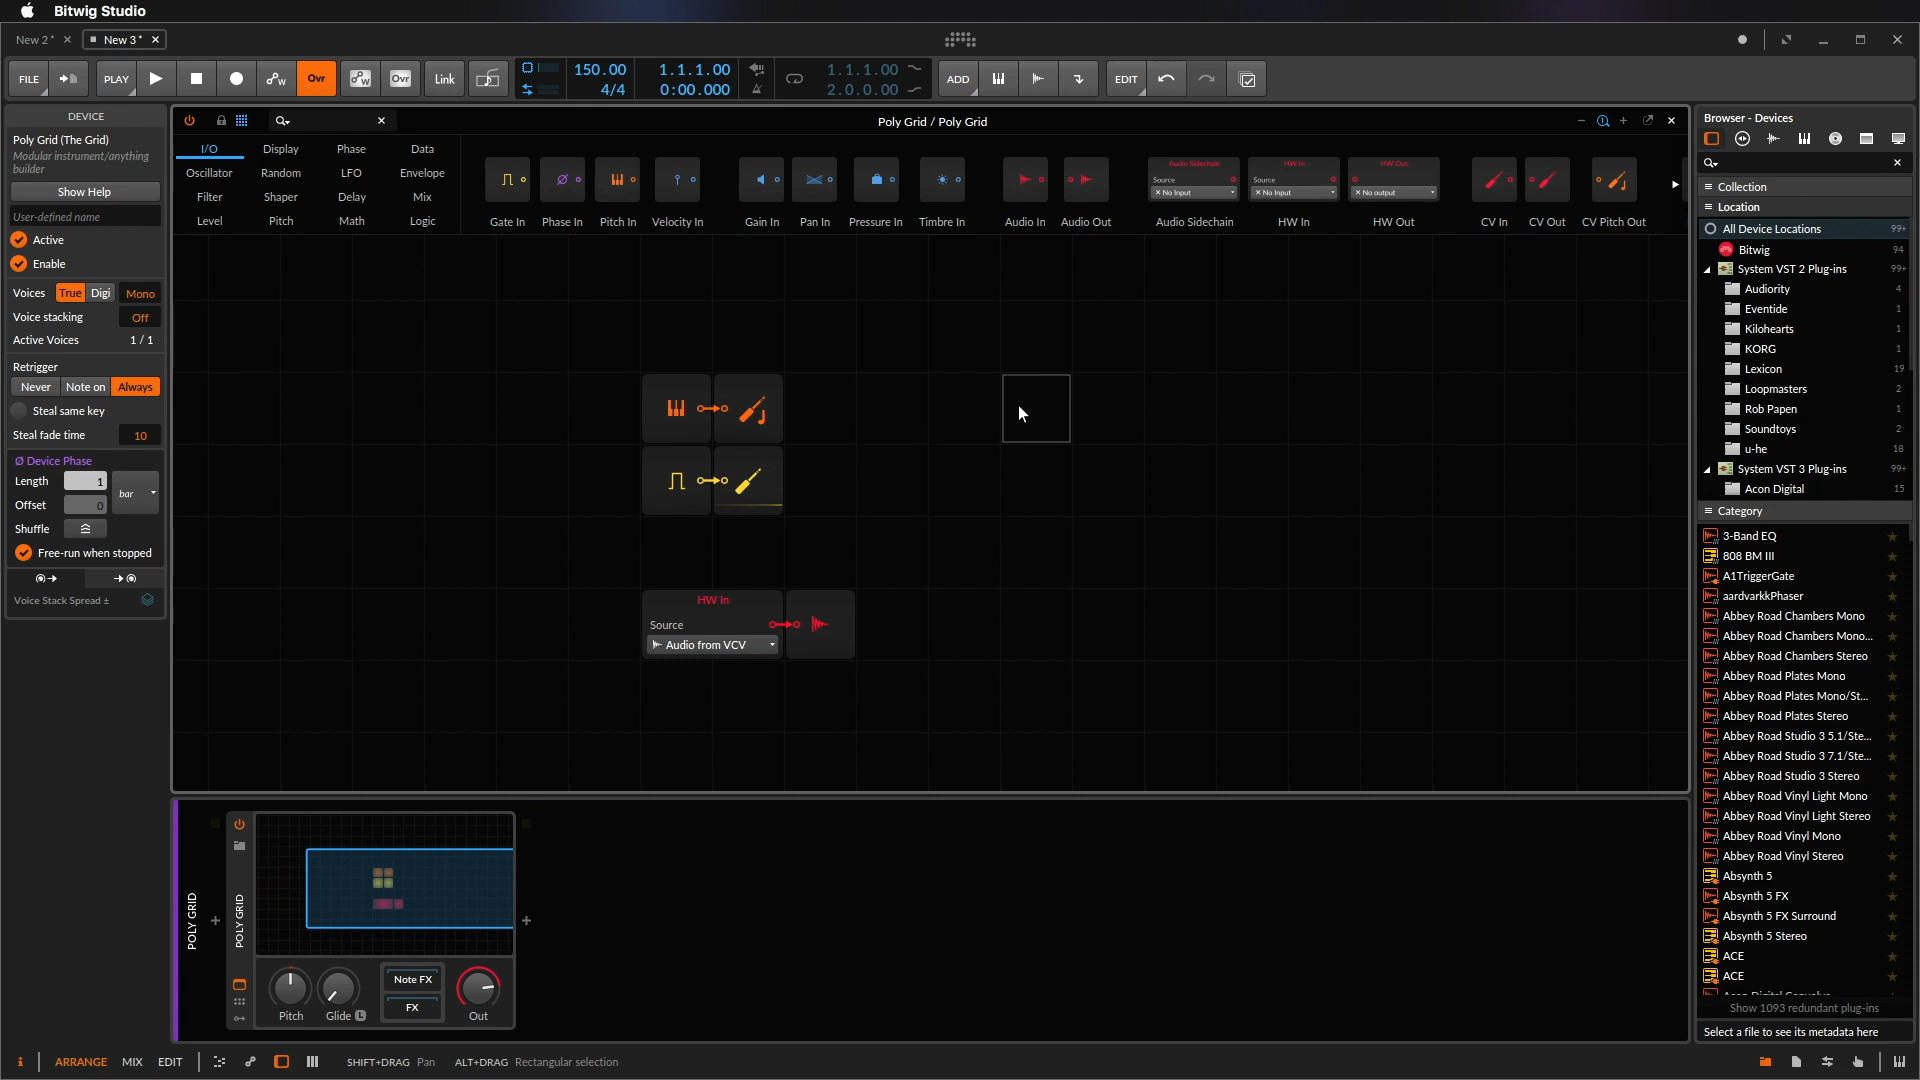 Bitwig Studio
New 2*
New 3*
FILE
PLAY
Ovr
Ovr
Link
150.00
4/4
1.1.1.00
0:00.000
1.1.1.00
2.0.0.00
ADD
EDIT
DEVICE
Poly Grid (The Grid)
Modular instrument/anything
builder
Show Help
User-defined name
Active
Enable
Voices True Digi Mono
Voice stacking Off
Active Voices 1 / 1
Retrigger
Never Note on Always
Steal same key
Steal fade time 10
Ø Device Phase
Length 1
bar
Offset 0
Shuffle
Free-run when stopped
Voice Stack Spread ±
Poly Grid / Poly Grid
I/O Display Phase Data
Oscillator Random LFO Envelope
Filter Shaper Delay Mix
Level Pitch Math Logic
Gate In Phase In Pitch In Velocity In Gain In Pan In Pressure In Timbre In Audio In Audio Out
Audio Sidechain
Source
No Input
Audio Sidechain
HW In
Source
No Input
HW In
HW Out
No output
HW Out
CV In CV Out CV Pitch Out
HW In
Source
Audio from VCV
POLY GRID
POLY GRID
Pitch
Glide L
Note FX
FX
Out
Browser - Devices
Collection
Location
All Device Locations 99+
Bitwig 94
System VST 2 Plug-ins 99+
Audiority 4
Eventide 1
Kilohearts 1
KORG 1
Lexicon 19
Loopmasters 2
Rob Papen 1
Soundtoys 2
u-he 18
System VST 3 Plug-ins 99+
Acon Digital 15
Category
3-Band EQ
808 BM III
A1TriggerGate
aardvarkkPhaser
Abbey Road Chambers Mono
Abbey Road Chambers Mono...
Abbey Road Chambers Stereo
Abbey Road Plates Mono
Abbey Road Plates Mono/St...
Abbey Road Plates Stereo
Abbey Road Studio 3 5.1/Ste...
Abbey Road Studio 3 7.1/Ste...
Abbey Road Studio 3 Stereo
Abbey Road Vinyl Light Mono
Abbey Road Vinyl Light Stereo
Abbey Road Vinyl Mono
Abbey Road Vinyl Stereo
Absynth 5
Absynth 5 FX
Absynth 5 FX Surround
Absynth 5 Stereo
ACE
ACE
Show 1093 redundant plug-ins
Select a file to see its metadata here
i ARRANGE MIX EDIT
SHIFT+DRAG Pan ALT+DRAG Rectangular selection